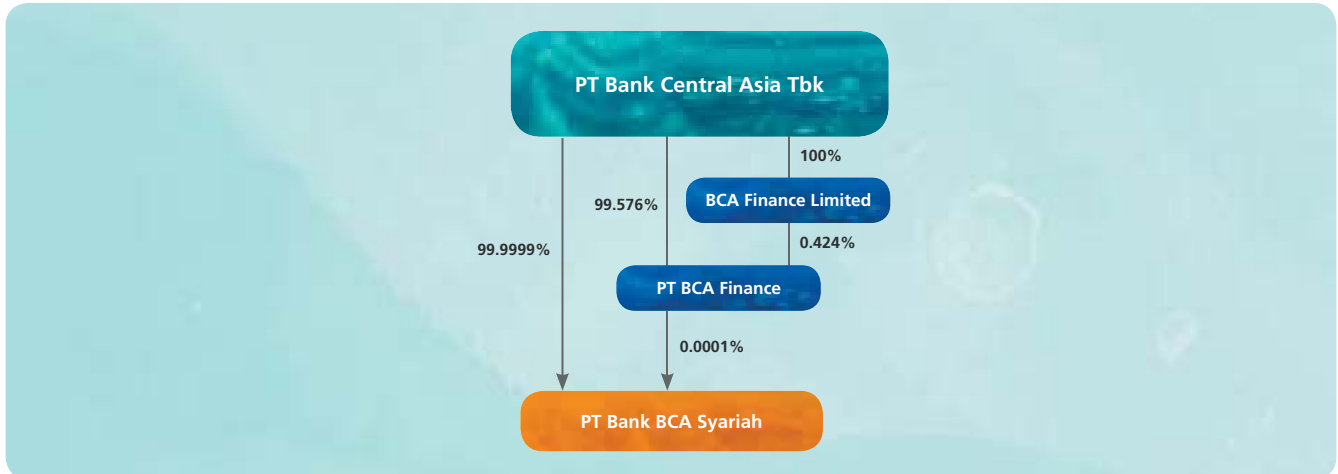 PT Bank Central Asia Tbk
100%
BCA Finance Limited
99.576%
0.424%
99.9999%
PT BCA Finance
0.0001%
PT Bank BCA Syariah